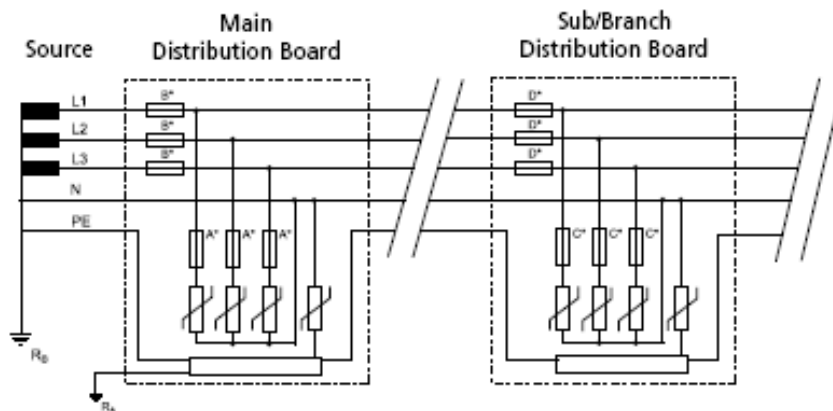 Source
Main
Distribution Board
Sub/Branch
Distribution Board
L1
L2
L3
N
PE
B*
B*
B*
D*
D*
D*
A*
A*
A*
C*
C*
C*